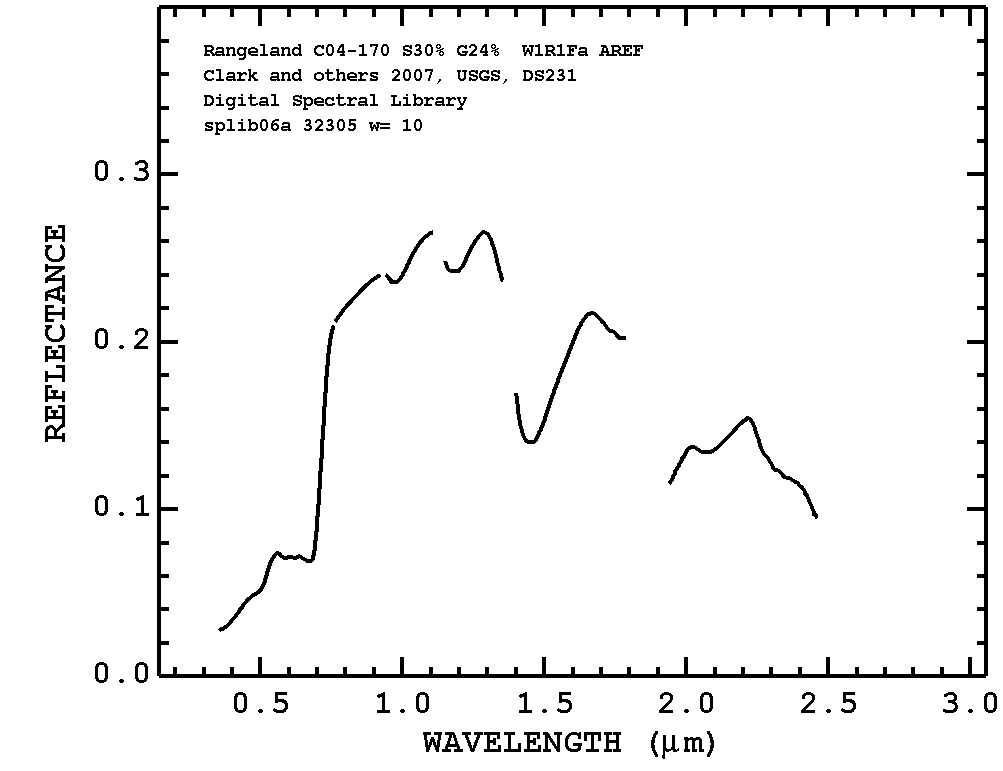 Rangeland C04-170 S30% G24%  W1R1Fa AREF
Clark and others 2007, USGS, DS231
Digital Spectral Library
splib06a 32305 w= 10
REFLECTANCE
0.3
0.2
0.1
0.0
0.5 1.0 1.5 2.0 2.5 3.0
WAVELENGTH (μm)